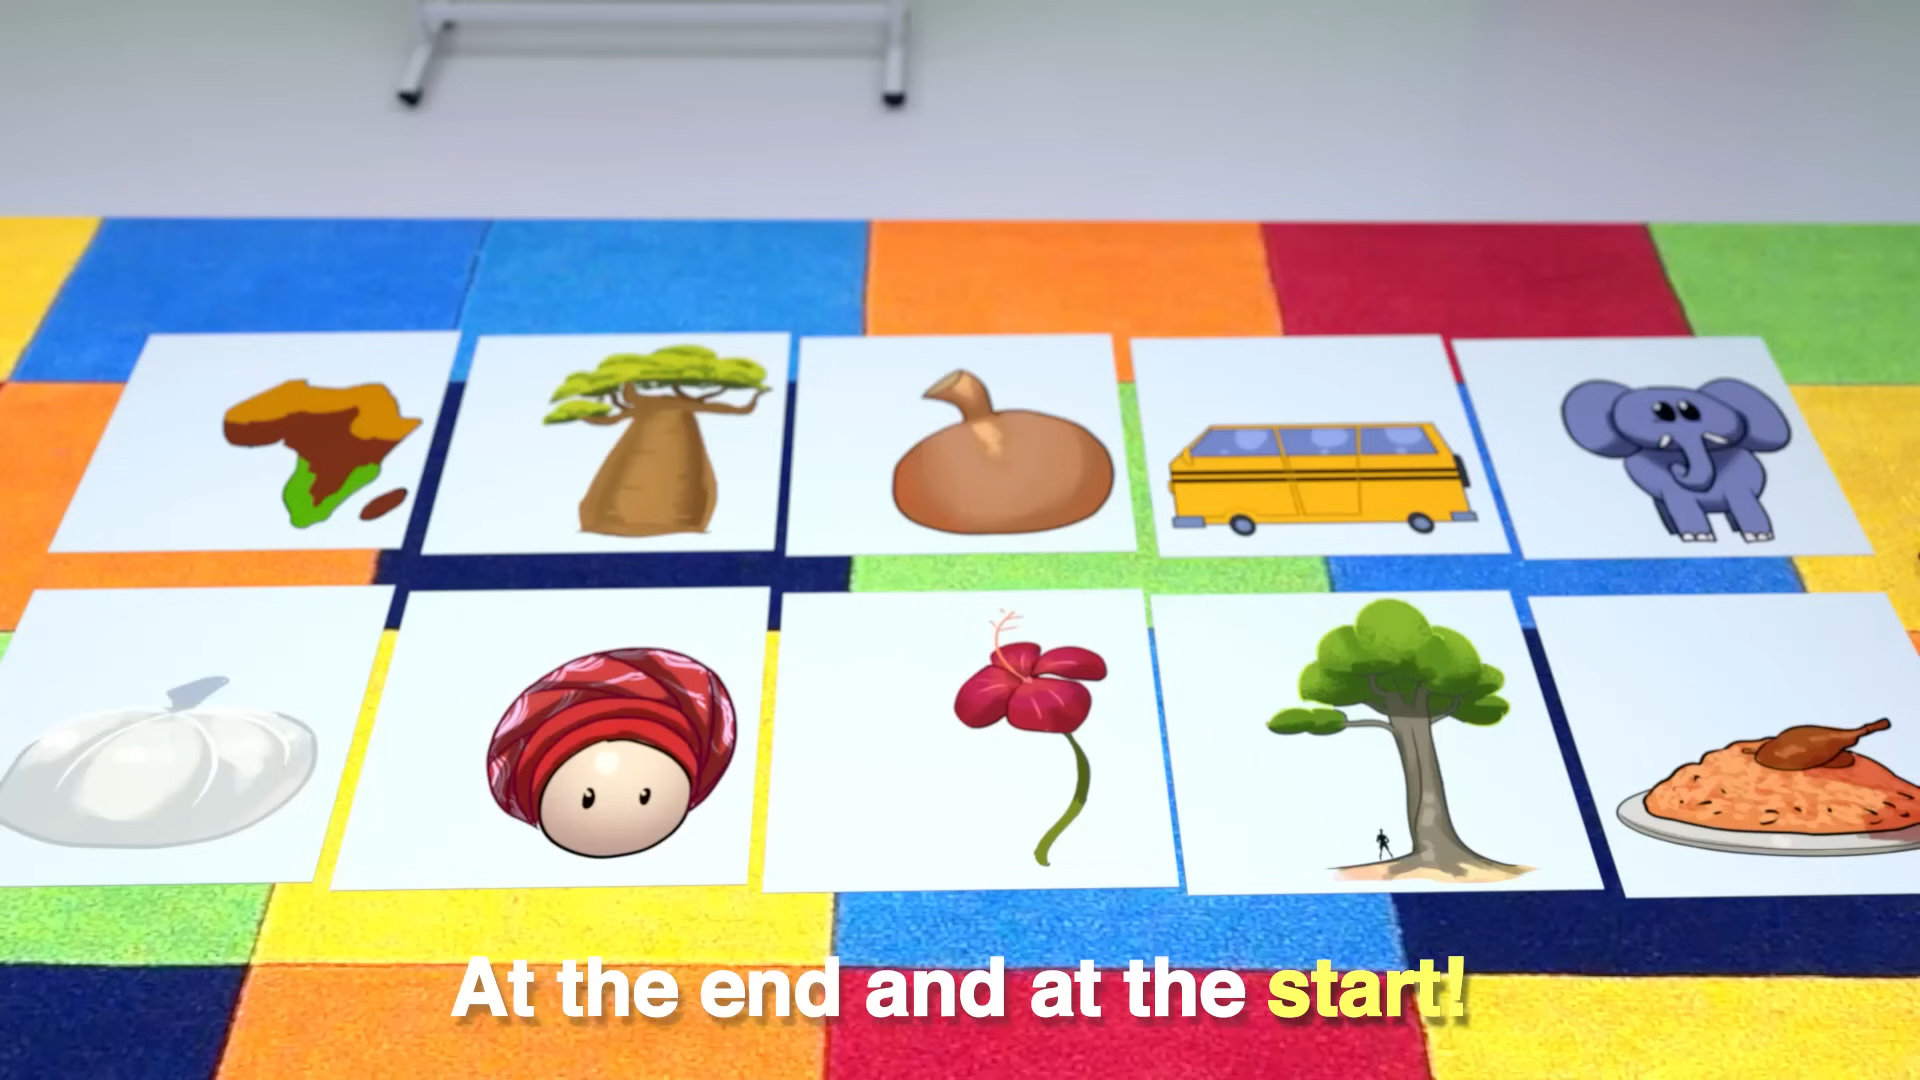 At the end and at the start!